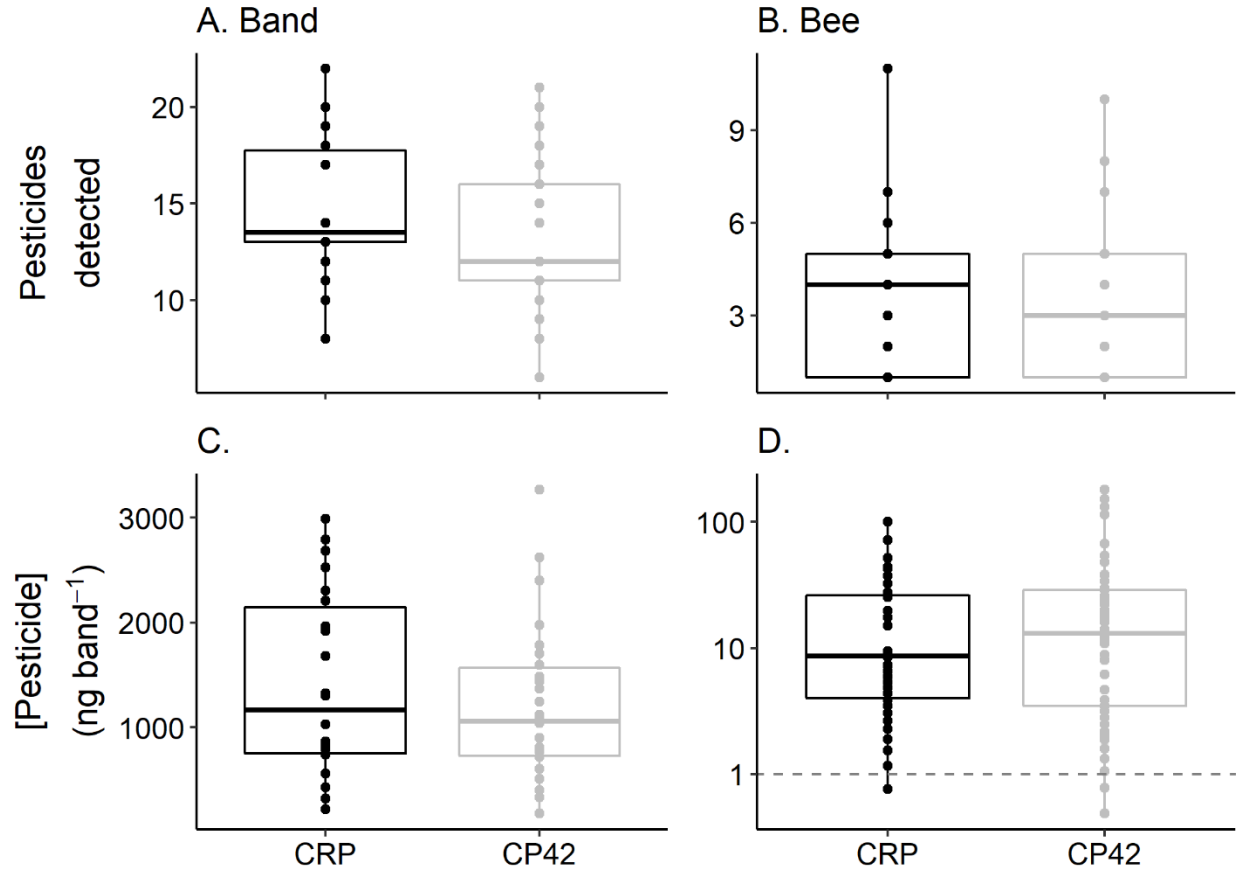 A. Band
B. Bee
Pesticides
detected
20
15
10
9
6
3
C.
D.
[Pesticide]
(ng band⁻¹)
3000
2000
1000
100
10
1
CRP
CP42
CRP
CP42